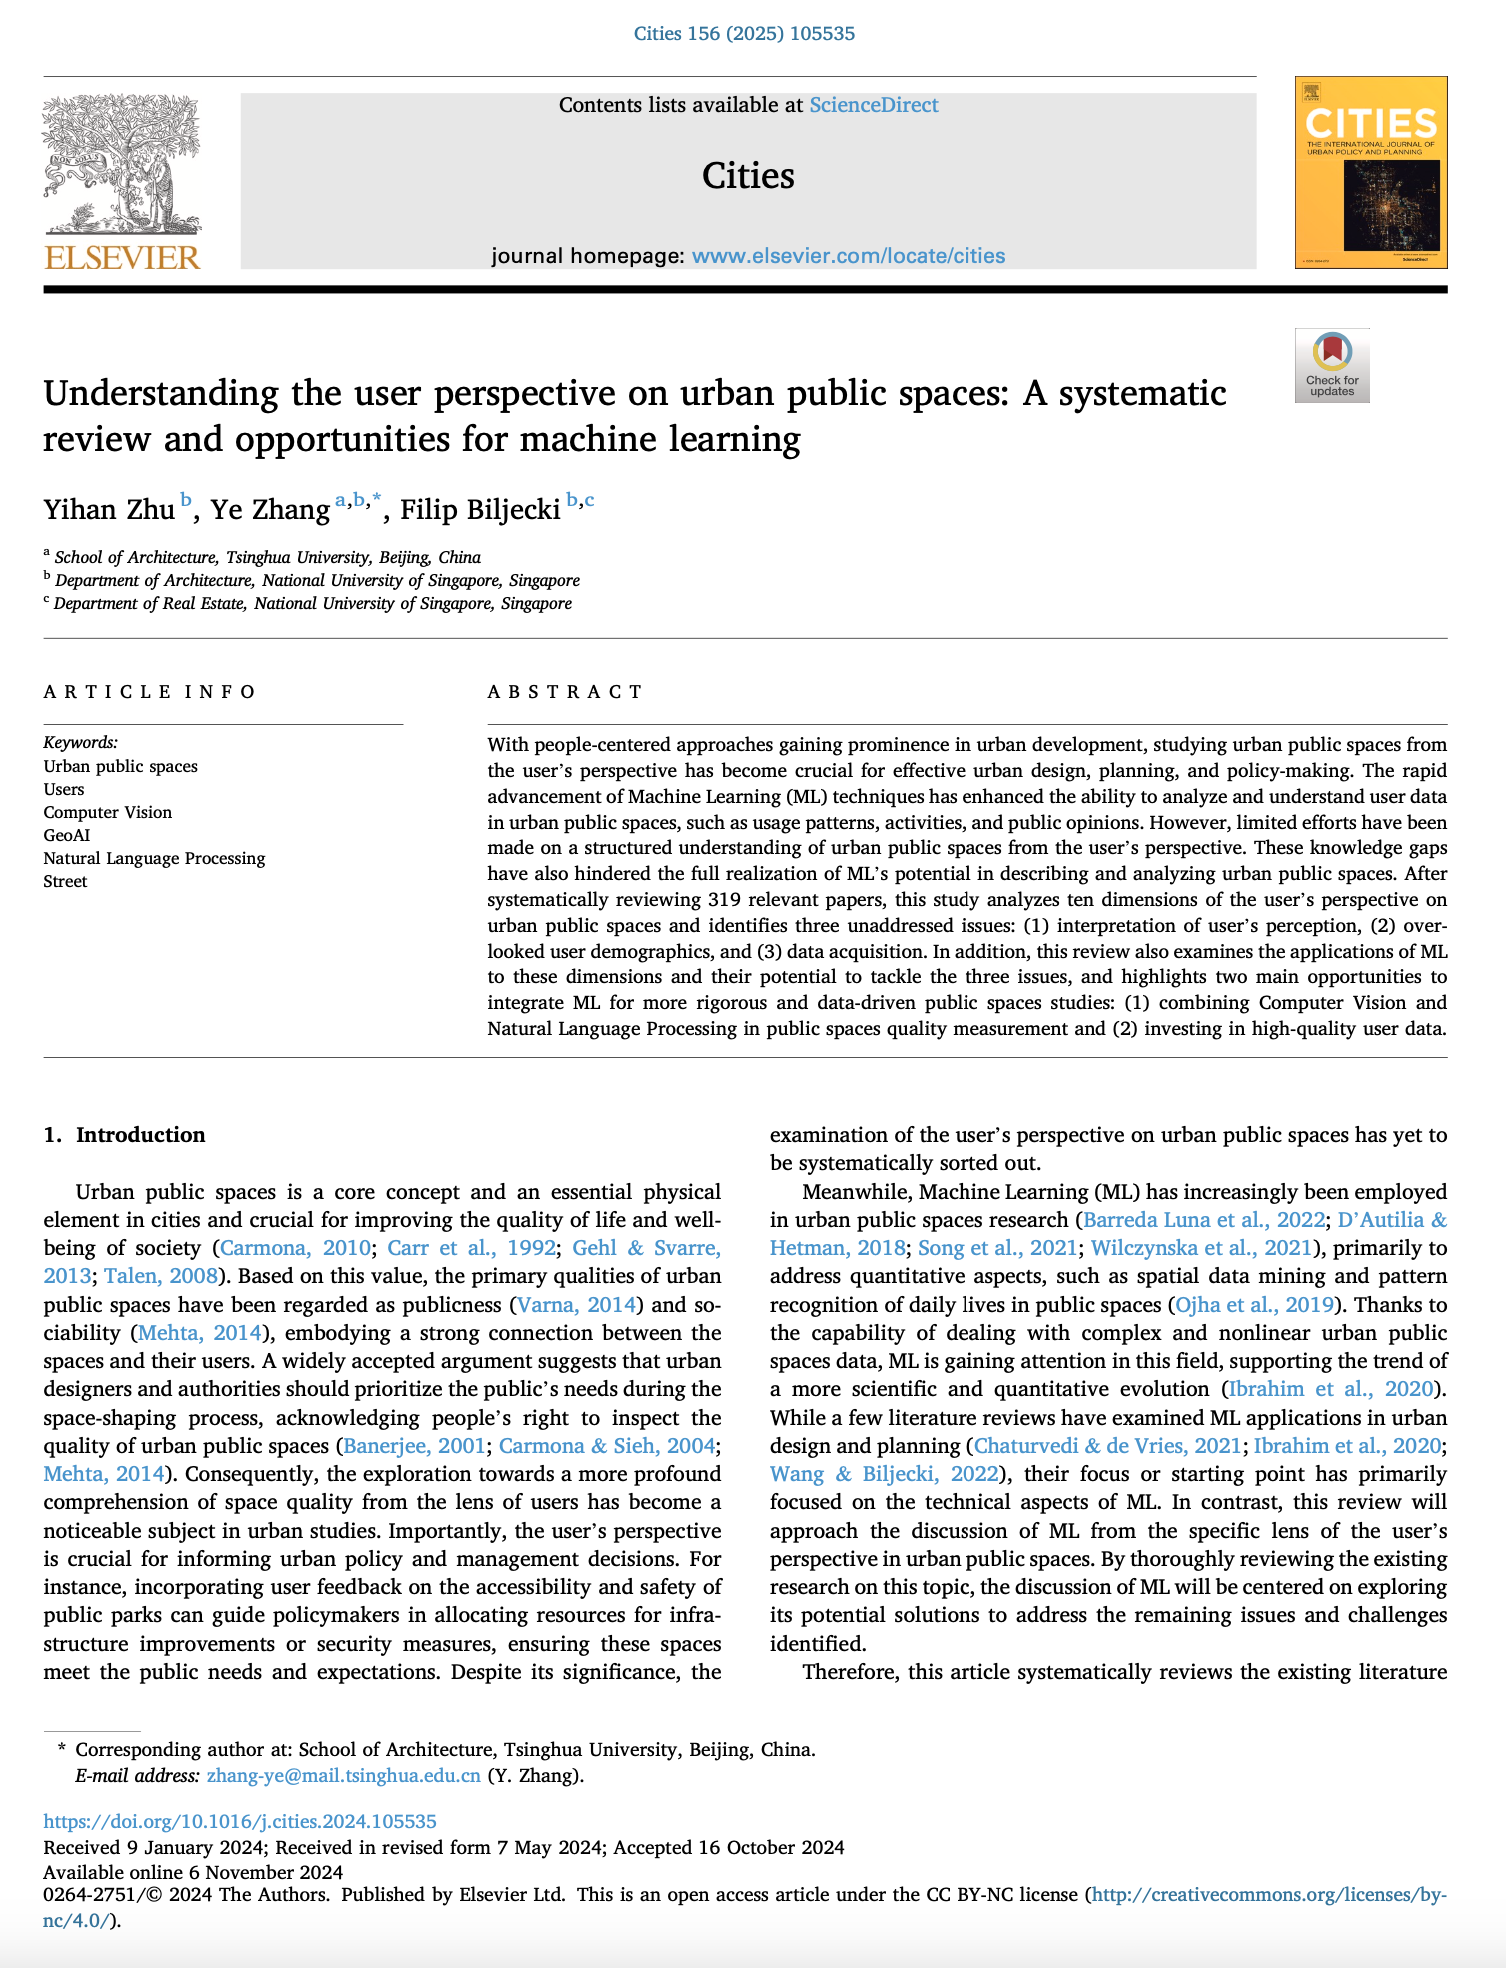 Cities 156 (2025) 105535
Contents lists available at ScienceDirect
Cities
journal homepage: www.elsevier.com/locate/cities
NON SOLUS
ELSEVIER
CITIES
THE INTERNATIONAL JOURNAL OF
URBAN POLICY AND PLANNING
ScienceDirect
Check for
updates
Understanding the user perspective on urban public spaces: A systematic
review and opportunities for machine learning
Yihan Zhu b, Ye Zhang a,b,*, Filip Biljecki b,c
a School of Architecture, Tsinghua University, Beijing, China
b Department of Architecture, National University of Singapore, Singapore
c Department of Real Estate, National University of Singapore, Singapore
ARTICLE INFO
Keywords:
Urban public spaces
Users
Computer Vision
GeoAI
Natural Language Processing
Street
ABSTRACT
With people-centered approaches gaining prominence in urban development, studying urban public spaces from
the user's perspective has become crucial for effective urban design, planning, and policy-making. The rapid
advancement of Machine Learning (ML) techniques has enhanced the ability to analyze and understand user data
in urban public spaces, such as usage patterns, activities, and public opinions. However, limited efforts have been
made on a structured understanding of urban public spaces from the user's perspective. These knowledge gaps
have also hindered the full realization of ML's potential in describing and analyzing urban public spaces. After
systematically reviewing 319 relevant papers, this study analyzes ten dimensions of the user's perspective on
urban public spaces and identifies three unaddressed issues: (1) interpretation of user's perception, (2) over-
looked user demographics, and (3) data acquisition. In addition, this review also examines the applications of ML
to these dimensions and their potential to tackle the three issues, and highlights two main opportunities to
integrate ML for more rigorous and data-driven public spaces studies: (1) combining Computer Vision and
Natural Language Processing in public spaces quality measurement and (2) investing in high-quality user data.
1. Introduction
Urban public spaces is a core concept and an essential physical
element in cities and crucial for improving the quality of life and well-
being of society (Carmona, 2010; Carr et al., 1992; Gehl & Svarre,
2013; Talen, 2008). Based on this value, the primary qualities of urban
public spaces have been regarded as publicness (Varna, 2014) and so-
ciability (Mehta, 2014), embodying a strong connection between the
spaces and their users. A widely accepted argument suggests that urban
designers and authorities should prioritize the public's needs during the
space-shaping process, acknowledging people's right to inspect the
quality of urban public spaces (Banerjee, 2001; Carmona & Sieh, 2004;
Mehta, 2014). Consequently, the exploration towards a more profound
comprehension of space quality from the lens of users has become a
noticeable subject in urban studies. Importantly, the user's perspective
is crucial for informing urban policy and management decisions. For
instance, incorporating user feedback on the accessibility and safety of
public parks can guide policymakers in allocating resources for infra-
structure improvements or security measures, ensuring these spaces
meet the public needs and expectations. Despite its significance, the
examination of the user's perspective on urban public spaces has yet to
be systematically sorted out.
Meanwhile, Machine Learning (ML) has increasingly been employed
in urban public spaces research (Barreda Luna et al., 2022; D'Autilia &
Hetman, 2018; Song et al., 2021; Wilczynska et al., 2021), primarily to
address quantitative aspects, such as spatial data mining and pattern
recognition of daily lives in public spaces (Ojha et al., 2019). Thanks to
the capability of dealing with complex and nonlinear urban public
spaces data, ML is gaining attention in this field, supporting the trend of
a more scientific and quantitative evolution (Ibrahim et al., 2020).
While a few literature reviews have examined ML applications in urban
design and planning (Chaturvedi & de Vries, 2021; Ibrahim et al., 2020;
Wang & Biljecki, 2022), their focus or starting point has primarily
focused on the technical aspects of ML. In contrast, this review will
approach the discussion of ML from the specific lens of the user's
perspective in urban public spaces. By thoroughly reviewing the existing
research on this topic, the discussion of ML will be centered on exploring
its potential solutions to address the remaining issues and challenges
identified.
Therefore, this article systematically reviews the existing literature
* Corresponding author at: School of Architecture, Tsinghua University, Beijing, China.
E-mail address: zhang-ye@mail.tsinghua.edu.cn (Y. Zhang).
https://doi.org/10.1016/j.cities.2024.105535
Received 9 January 2024; Received in revised form 7 May 2024; Accepted 16 October 2024
Available online 6 November 2024
0264-2751/© 2024 The Authors. Published by Elsevier Ltd. This is an open access article under the CC BY-NC license (http://creativecommons.org/licenses/by-
nc/4.0/).